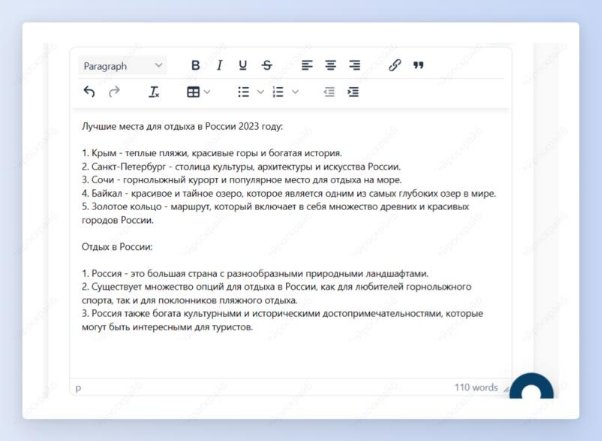 Paragraph
B I U S
Лучшие места для отдыха в России 2023 году:
1. Крым - теплые пляжи, красивые горы и богатая история.
2. Санкт-Петербург - столица культуры, архитектуры и искусства России.
3. Сочи - горнолыжный курорт и популярное место для отдыха на море.
4. Байкал - красивое и тайное озеро, которое является одним из самых глубоких озер в мире.
5. Золотое кольцо - маршрут, который включает в себя множество древних и красивых
городов России.
Отдых в России:
1. Россия - это большая страна с разнообразными природными ландшафтами.
2. Существует множество опций для отдыха в России, как для любителей горнолыжного
спорта, так и для поклонников пляжного отдыха.
3. Россия также богата культурными и историческими достопримечательностями, которые
могут быть интересными для туристов.
p
110 words